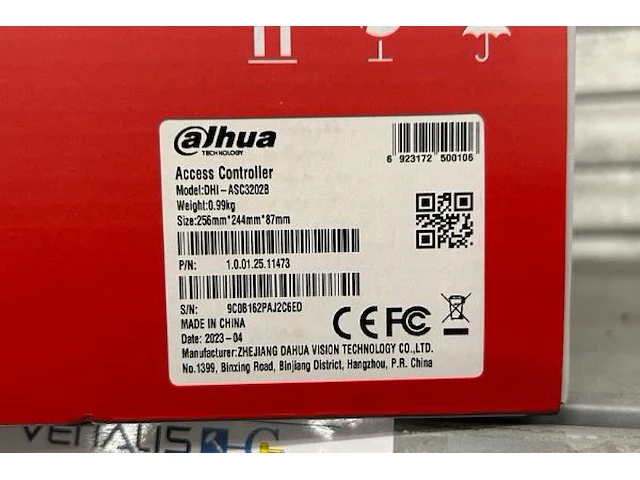 alhua
TECHNOLOGY
6 923172 500106
Access Controller
Model:DHI-ASC3202B
Weight:0.99kg
Size:256mm*244mm*87mm
P/N: 1.0.01.25.11473
S/N: 9C0B162PAJ2C6ED
MADE IN CHINA
Date: 2023-04
CE FC
Manufacturer:ZHEJIANG DAHUA VISION TECHNOLOGY CO.,LTD.
No.1399, Binxing Road, Binjiang District, Hangzhou, P.R. China